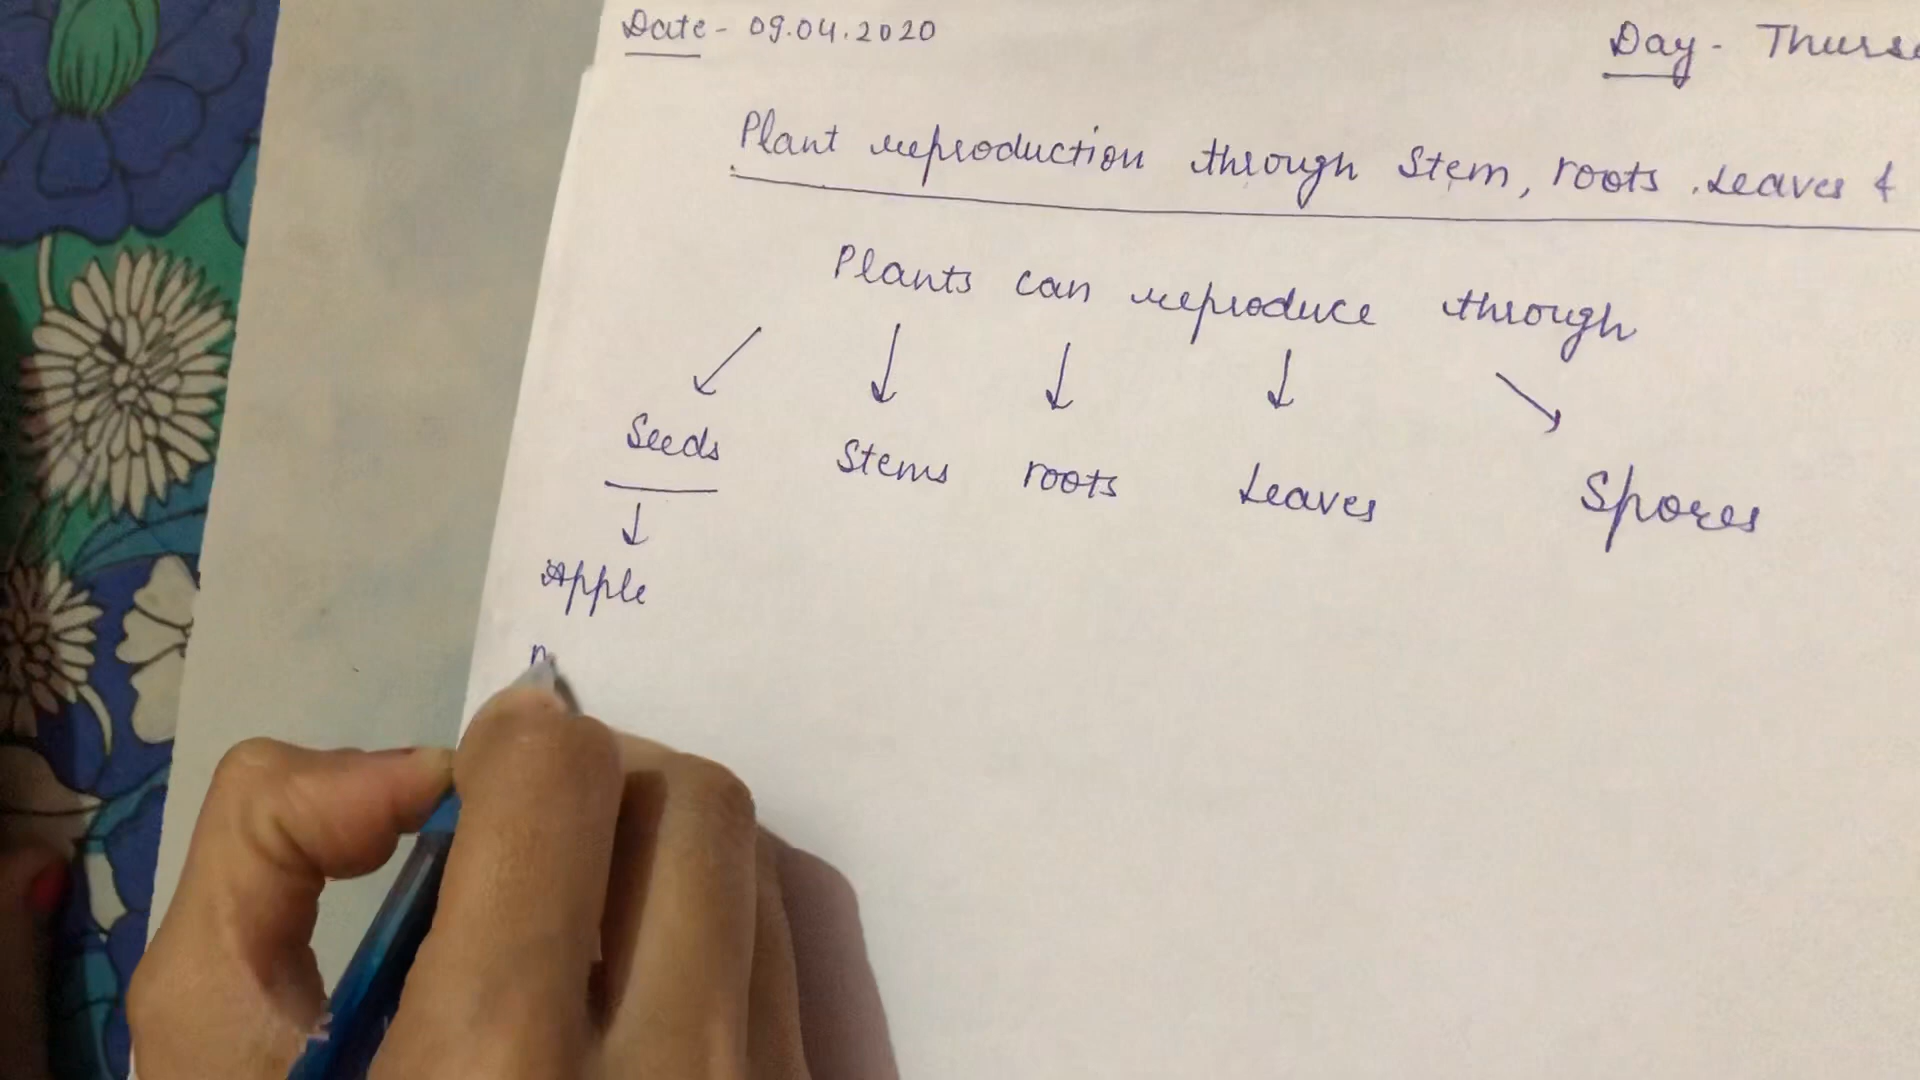 Date - 09.04.2020
Day -
Plant reproduction through Stem, roots, Leaves &
Plants can reproduce through
Seeds Stems roots Leaves Spores
Apple